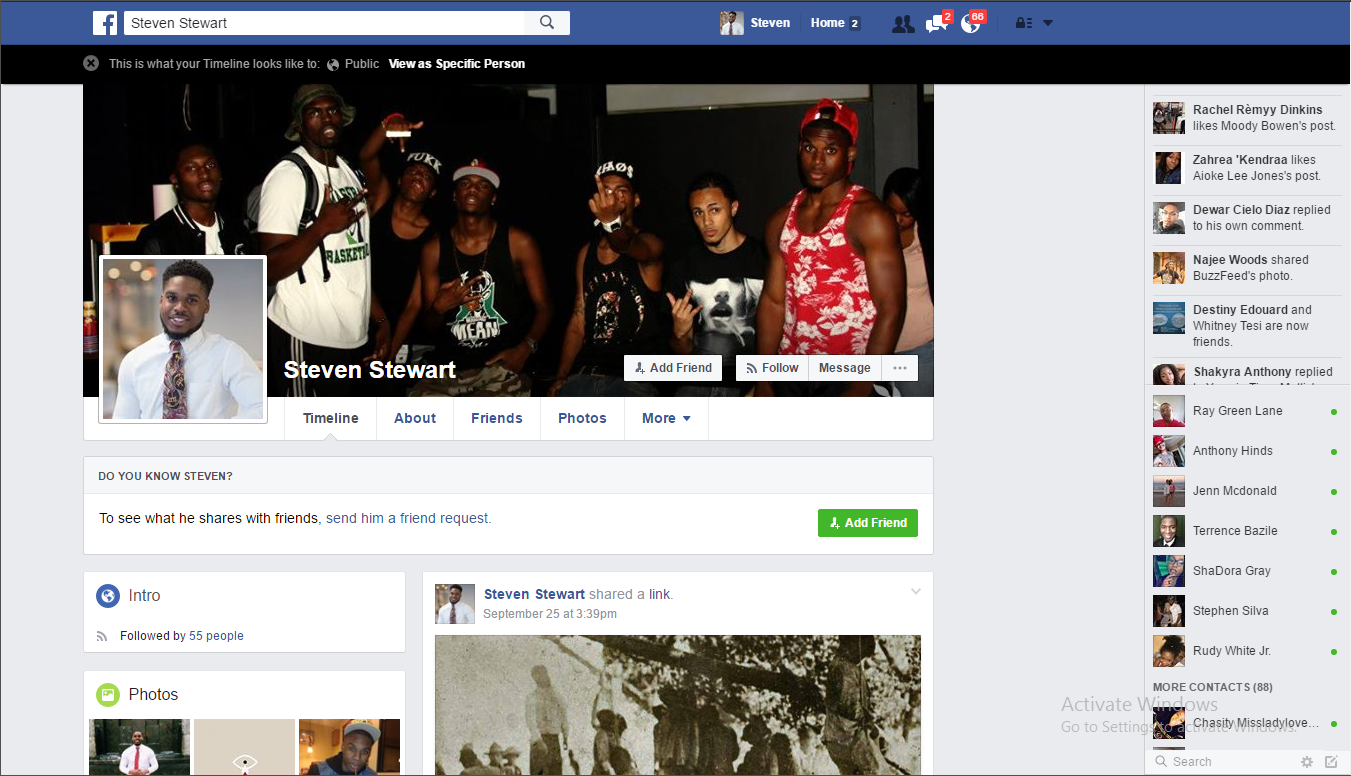 f
Steven Stewart
Steven
Home 2
2
66
This is what your Timeline looks like to: Public View as Specific Person
FUKK
KHAØS
BASKETBA
MEAN
Steven Stewart
Add Friend
Follow
Message
...
Timeline
About
Friends
Photos
More
DO YOU KNOW STEVEN?
To see what he shares with friends, send him a friend request.
Add Friend
Intro
Followed by 55 people
Photos
Steven Stewart shared a link.
September 25 at 3:39pm
Rachel Rèmyy Dinkins
likes Moody Bowen's post.
Zahrea 'Kendraa likes
Aioke Lee Jones's post.
Dewar Cielo Diaz replied
to his own comment.
Najee Woods shared
BuzzFeed's photo.
Destiny Edouard and
Whitney Tesi are now
friends.
Shakyra Anthony replied
Ray Green Lane
Anthony Hinds
Jenn Mcdonald
Terrence Bazile
ShaDora Gray
Stephen Silva
Rudy White Jr.
MORE CONTACTS (88)
Chasity Missladylove...
Search
Activate Windows
Go to Settings to activate Windows.